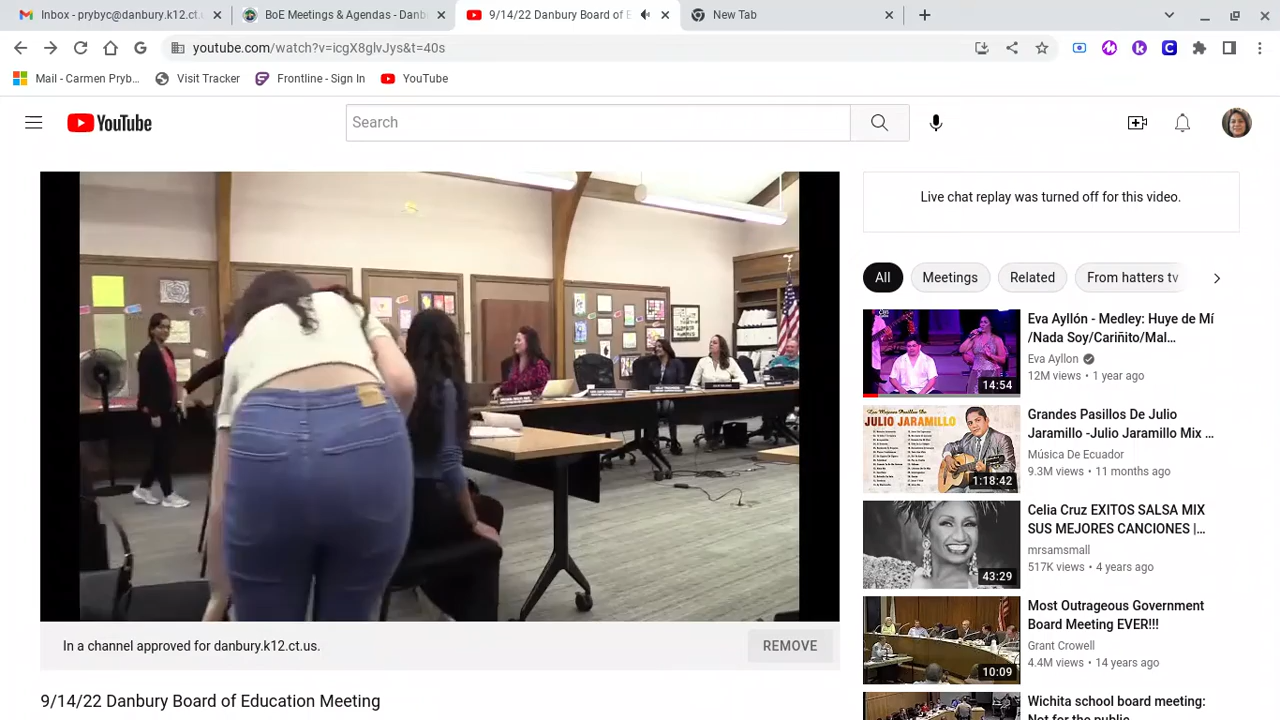 Inbox - prybyc@danbury.k12.ct.u
BoE Meetings & Agendas - Danb
9/14/22 Danbury Board of E
New Tab
youtube.com/watch?v=icgX8glvJys&t=40s
Mail - Carmen Pryb...
Visit Tracker
Frontline - Sign In
YouTube
YouTube
Search
Live chat replay was turned off for this video.
All
Meetings
Related
From hatters tv
Eva Ayllón - Medley: Huye de Mí
/Nada Soy/Cariñito/Mal...
Eva Ayllon
12M views • 1 year ago
14:54
Grandes Pasillos De Julio
Jaramillo -Julio Jaramillo Mix ...
Música De Ecuador
9.3M views • 11 months ago
JULIO JARAMILLO
1:18:42
Celia Cruz EXITOS SALSA MIX
SUS MEJORES CANCIONES |...
mrsamsmall
517K views • 4 years ago
43:29
Most Outrageous Government
Board Meeting EVER!!!
Grant Crowell
4.4M views • 14 years ago
10:09
Wichita school board meeting:
Not for the public
In a channel approved for danbury.k12.ct.us.
REMOVE
9/14/22 Danbury Board of Education Meeting